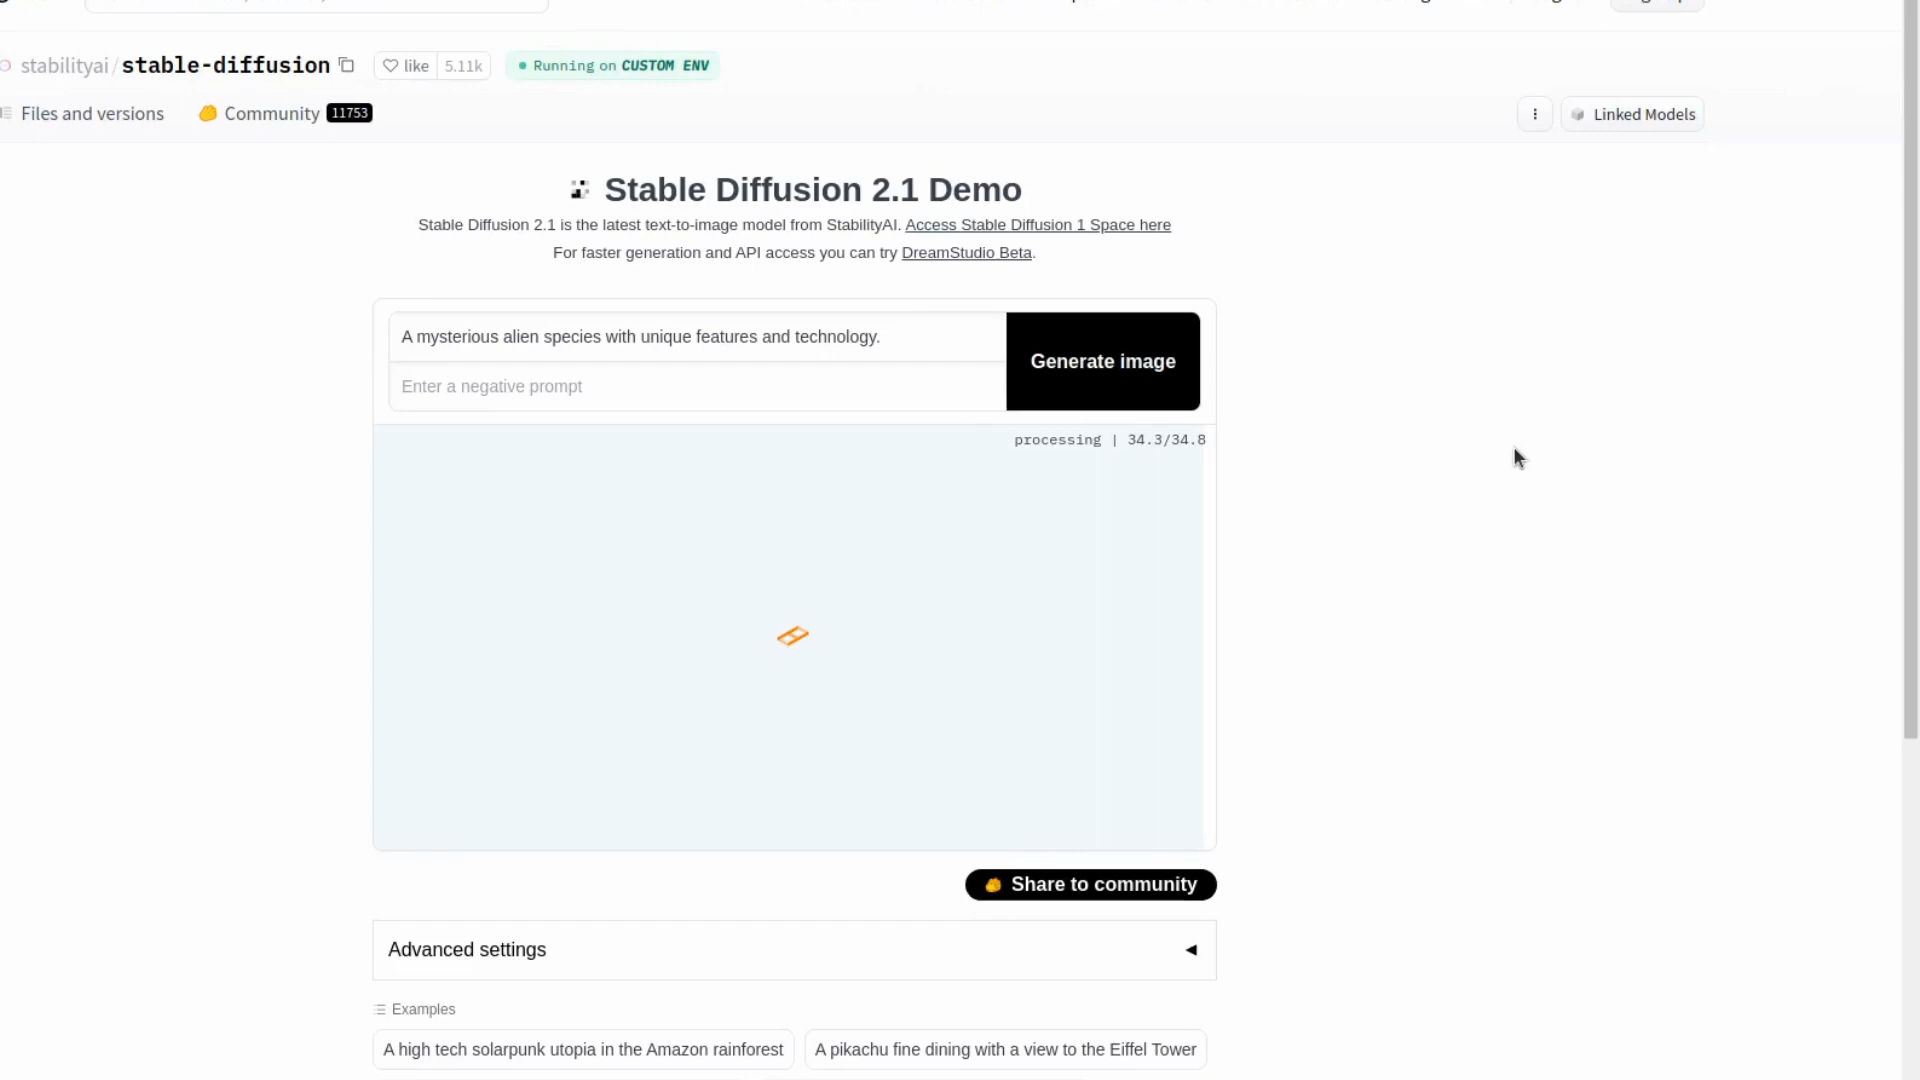 stabilityai/stable-diffusion like 5.11k Running on CUSTOM ENV
Files and versions Community 11753 Linked Models
Stable Diffusion 2.1 Demo
Stable Diffusion 2.1 is the latest text-to-image model from StabilityAI. Access Stable Diffusion 1 Space here
For faster generation and API access you can try DreamStudio Beta.
A mysterious alien species with unique features and technology.
Generate image
Enter a negative prompt
processing | 34.3/34.8
Share to community
Advanced settings
Examples
A high tech solarpunk utopia in the Amazon rainforest A pikachu fine dining with a view to the Eiffel Tower